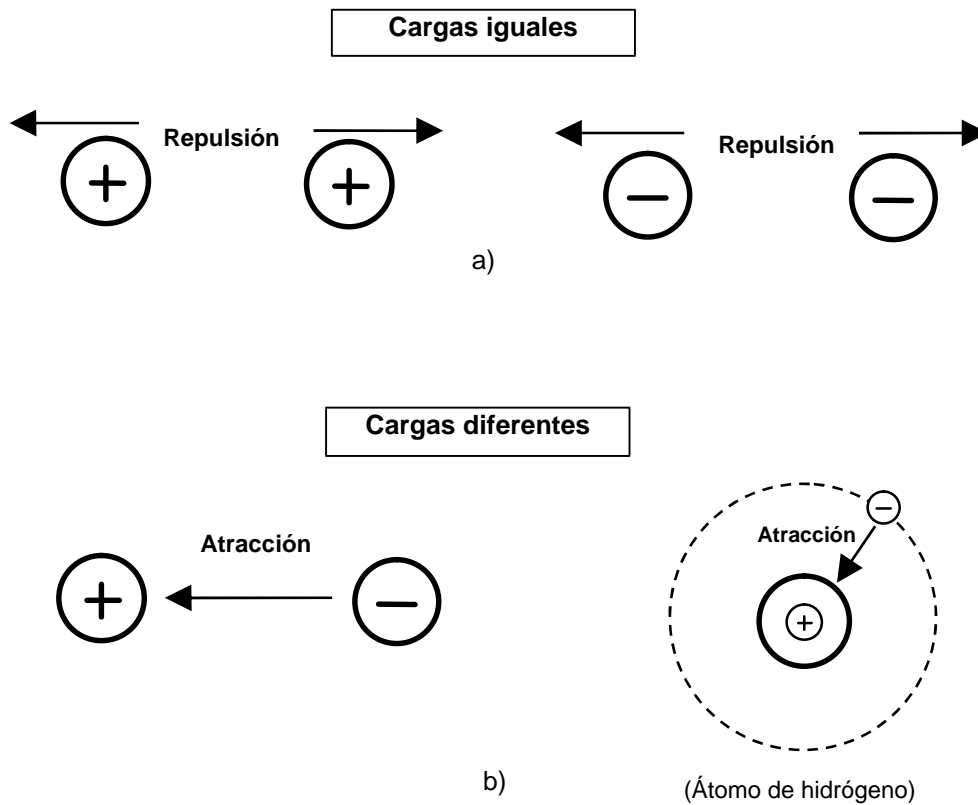 Cargas iguales
Repulsión
Repulsión
+
+
−
−
a)
Cargas diferentes
Atracción
+
−
−
Atracción
+
b)
(Átomo de hidrógeno)